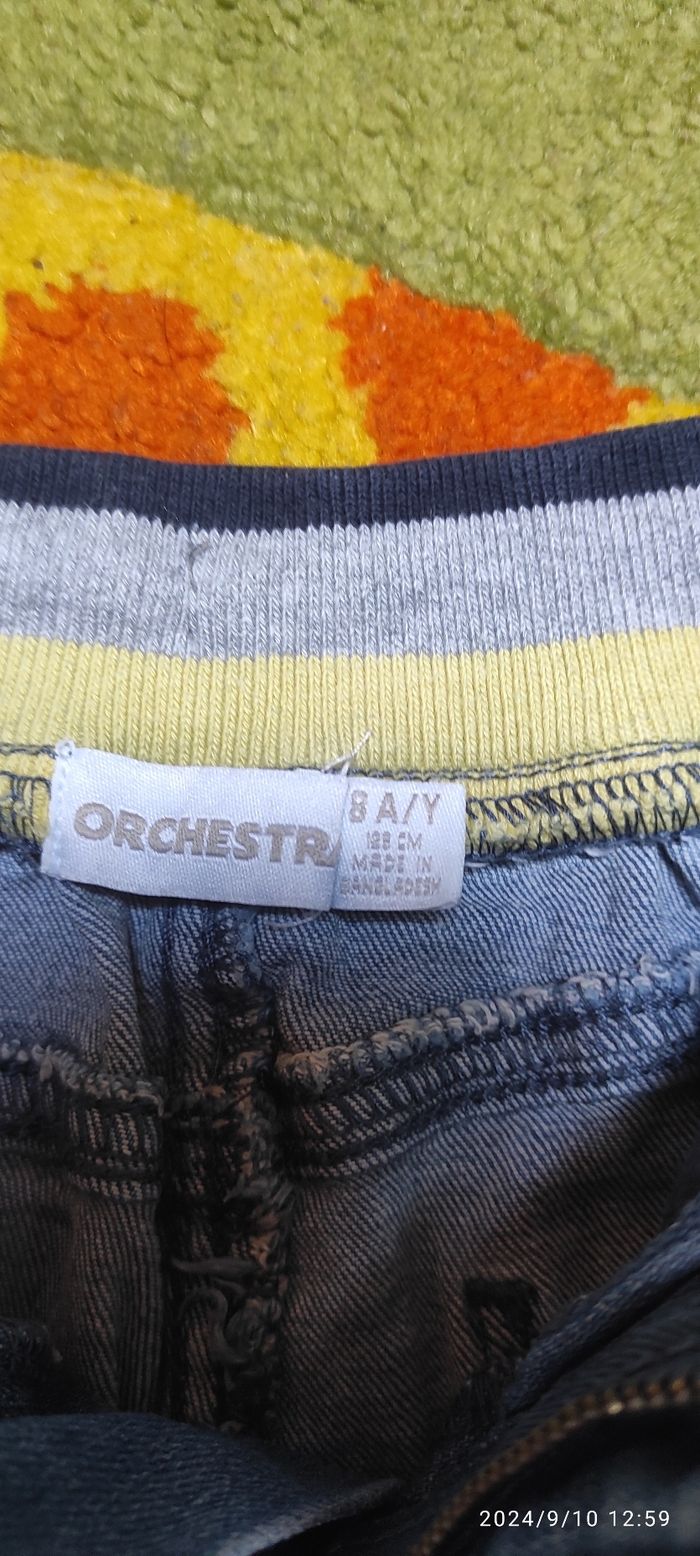 ORCHESTRA
8 A/Y
128 CM
MADE IN
BANGLADESH
2024/9/10 12:59